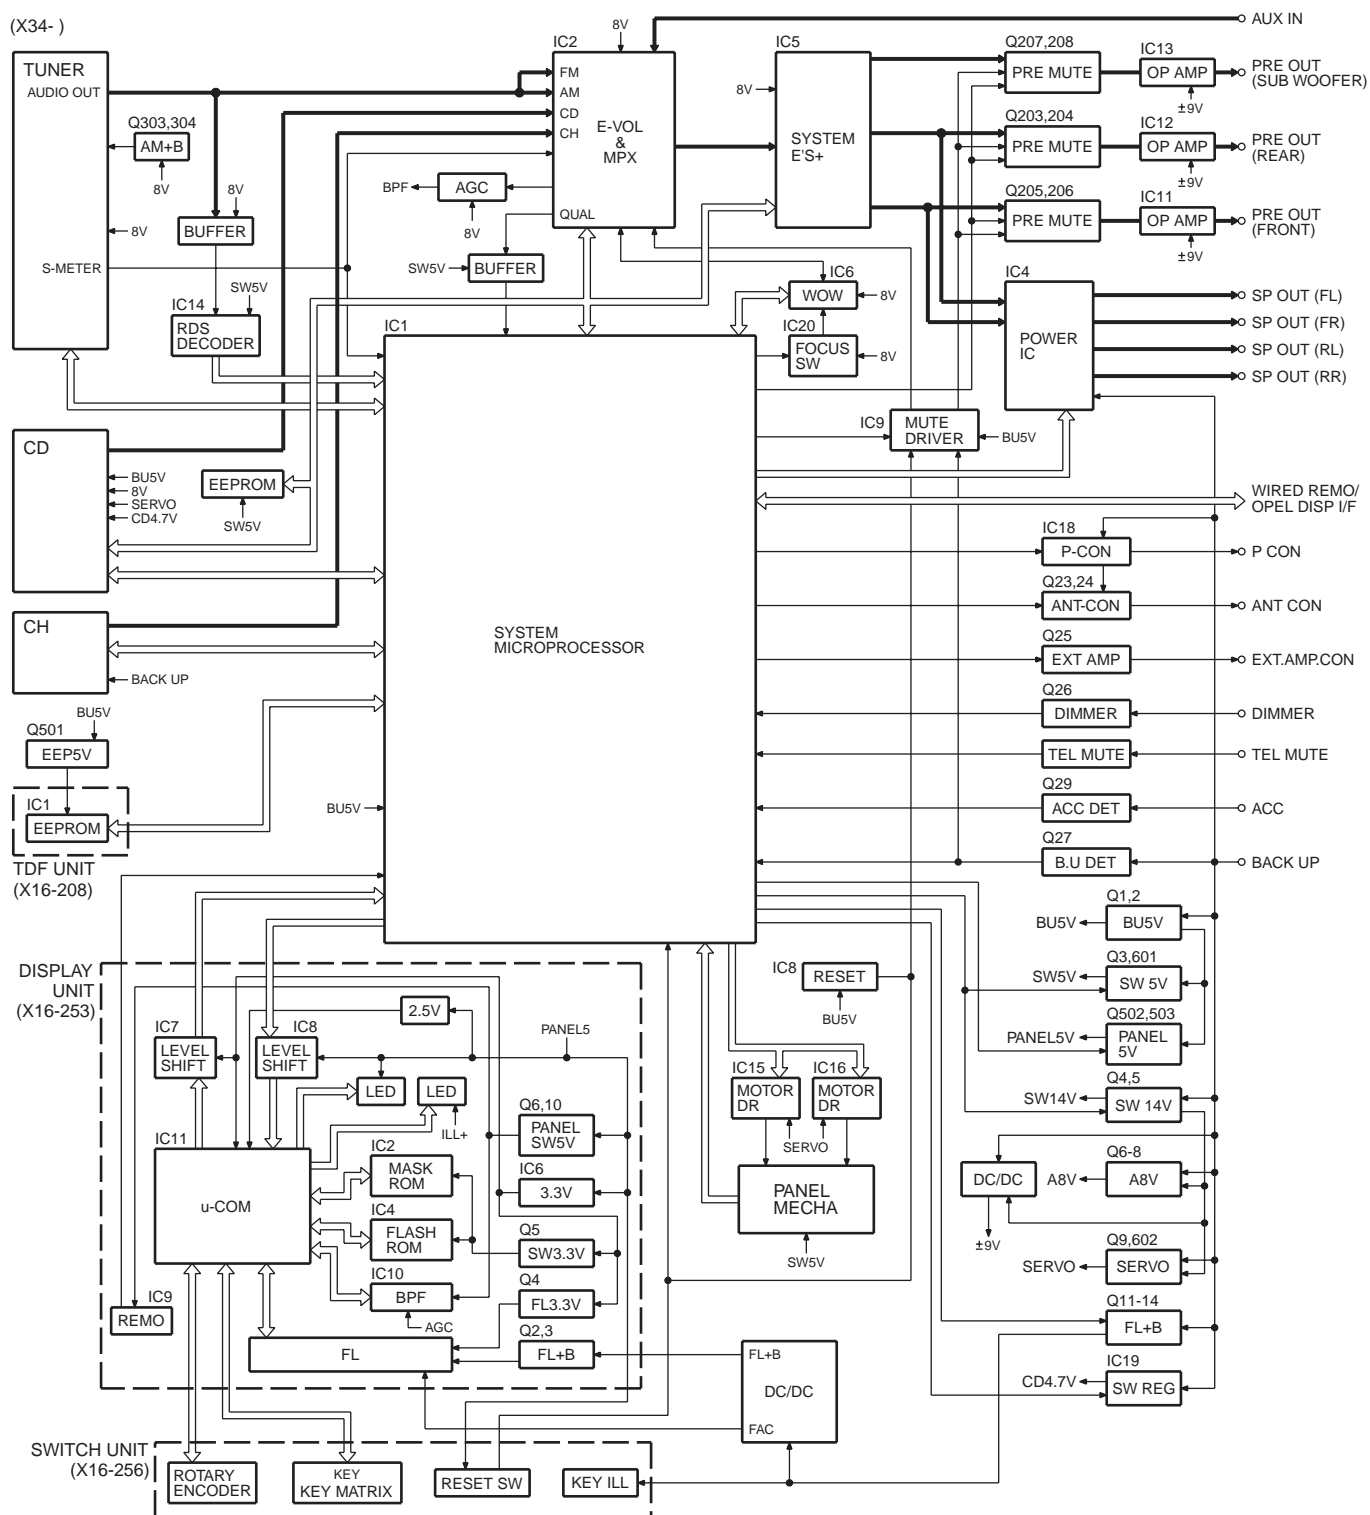 (X34- )
TUNER
AUDIO OUT
Q303,304
AM+B
8V
8V
BUFFER
8V
S-METER
IC14
SW5V
RDS
DECODER
CD
BU5V
8V
SERVO
CD4.7V
EEPROM
SW5V
CH
BACK UP
BU5V
Q501
EEP5V
IC1
EEPROM
TDF UNIT
(X16-208)
IC2
8V
FM
AM
CD
CH
E-VOL
&
MPX
QUAL
BPF
AGC
8V
SW5V
BUFFER
IC5
8V
SYSTEM
E'S+
IC6
WOW
8V
IC20
FOCUS
SW
8V
IC1
SYSTEM
MICROPROCESSOR
BU5V
IC9
MUTE
DRIVER
BU5V
Q207,208
PRE MUTE
IC13
OP AMP
±9V
Q203,204
PRE MUTE
IC12
OP AMP
±9V
Q205,206
PRE MUTE
IC11
OP AMP
±9V
IC4
POWER
IC
AUX IN
PRE OUT
(SUB WOOFER)
PRE OUT
(REAR)
PRE OUT
(FRONT)
SP OUT (FL)
SP OUT (FR)
SP OUT (RL)
SP OUT (RR)
WIRED REMO/
OPEL DISP I/F
IC18
P-CON
P CON
Q23,24
ANT-CON
ANT CON
Q25
EXT AMP
EXT.AMP.CON
Q26
DIMMER
DIMMER
TEL MUTE
TEL MUTE
Q29
ACC DET
ACC
Q27
B.U DET
BACK UP
Q1,2
BU5V
BU5V
Q3,601
SW5V
SW 5V
Q502,503
PANEL5V
PANEL
5V
Q4,5
SW14V
SW 14V
DC/DC
±9V
Q6-8
A8V
A8V
Q9,602
SERVO
SERVO
Q11-14
FL+B
IC19
CD4.7V
SW REG
IC8
RESET
BU5V
IC15
MOTOR
DR
IC16
MOTOR
DR
SERVO
PANEL
MECHA
SW5V
DISPLAY
UNIT
(X16-253)
2.5V
PANEL5
IC7
LEVEL
SHIFT
IC8
LEVEL
SHIFT
LED
LED
ILL+
Q6,10
PANEL
SW5V
IC11
u-COM
IC2
MASK
ROM
IC6
3.3V
IC4
FLASH
ROM
Q5
SW3.3V
IC10
BPF
AGC
Q4
FL3.3V
IC9
REMO
FL
Q2,3
FL+B
FL+B
DC/DC
FAC
SWITCH UNIT
(X16-256)
ROTARY
ENCODER
KEY
KEY MATRIX
RESET SW
KEY ILL